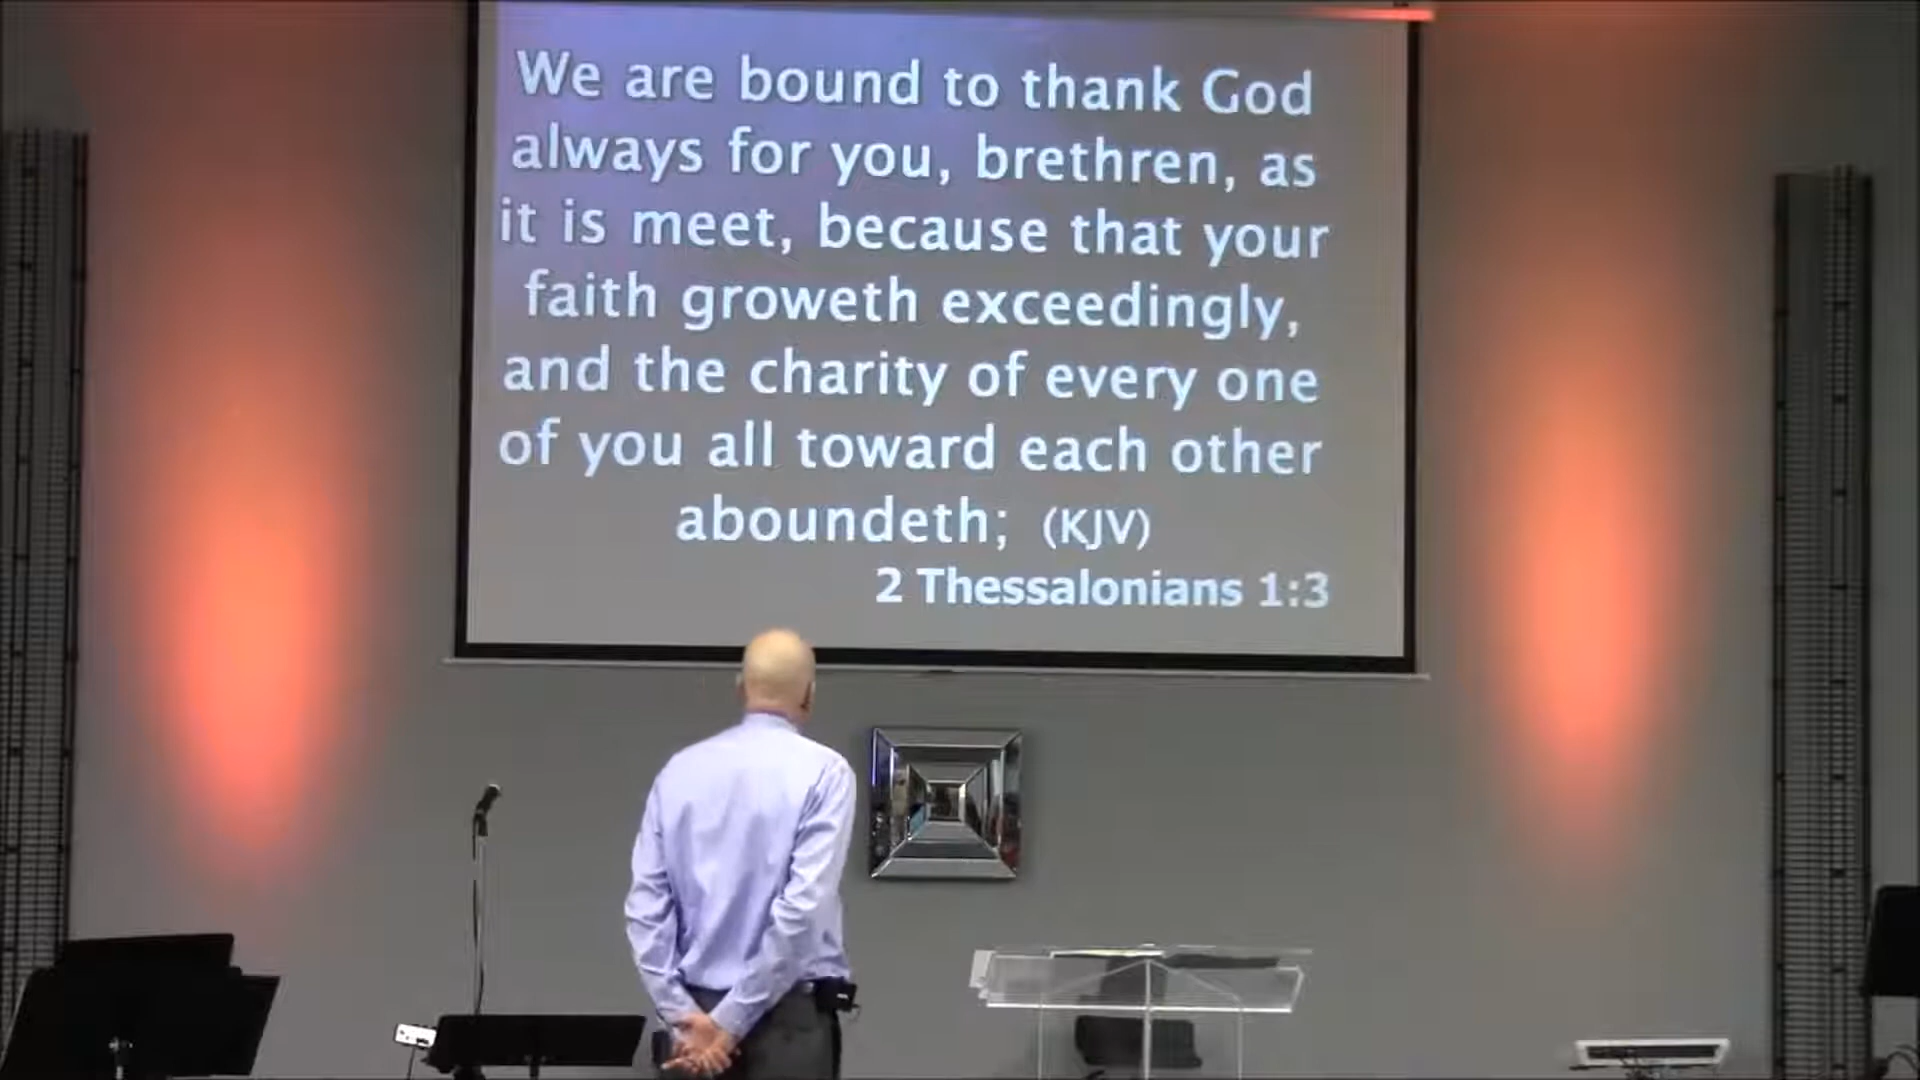 We are bound to thank God
always for you, brethren, as
it is meet, because that your
faith groweth exceedingly,
and the charity of every one
of you all toward each other
aboundeth; (KJV)
2 Thessalonians 1:3